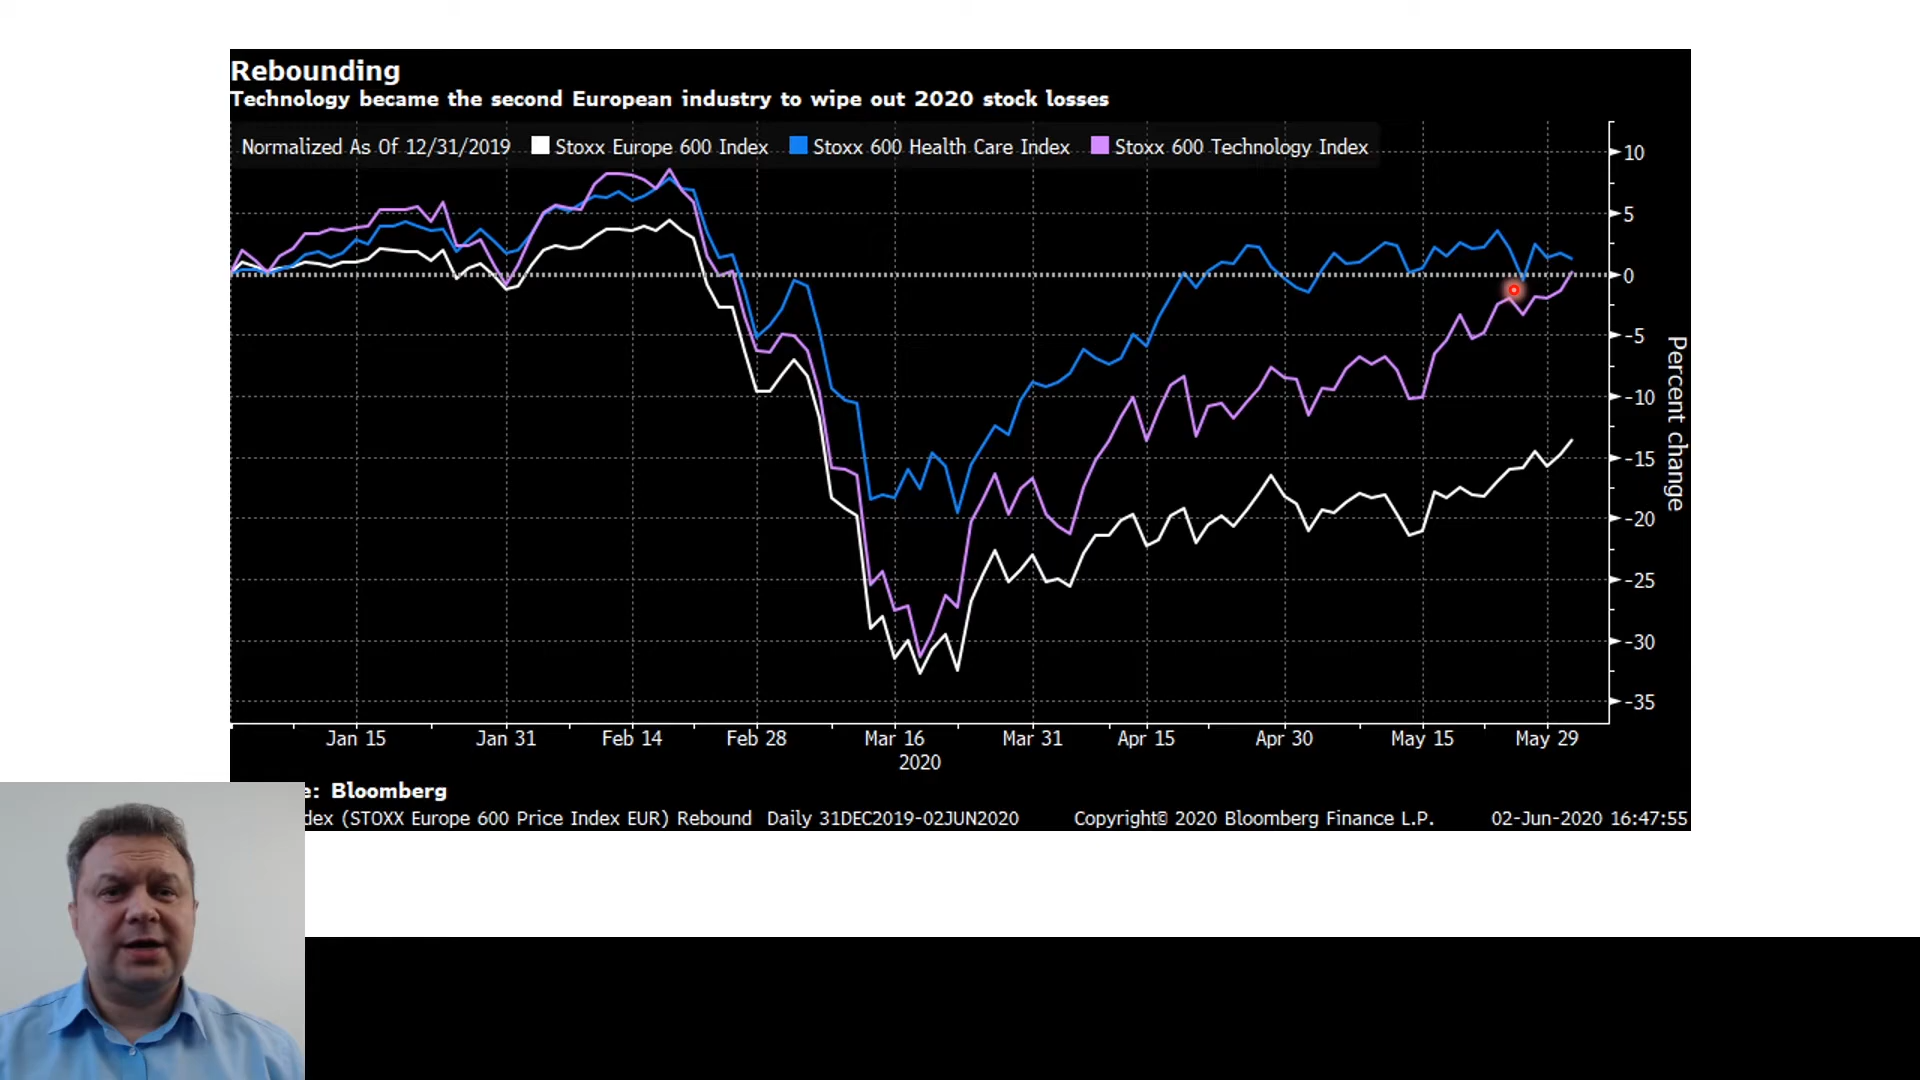 Rebounding
Technology became the second European industry to wipe out 2020 stock losses
Normalized As Of 12/31/2019 Stoxx Europe 600 Index Stoxx 600 Health Care Index Stoxx 600 Technology Index
10
5
0
-5
-10
-15
-20
-25
-30
-35
Percent change
Jan 15 Jan 31 Feb 14 Feb 28 Mar 16 Mar 31 Apr 15 Apr 30 May 15 May 29
2020
e: Bloomberg
dex (STOXX Europe 600 Price Index EUR) Rebound Daily 31DEC2019-02JUN2020 Copyright© 2020 Bloomberg Finance L.P. 02-Jun-2020 16:47:55